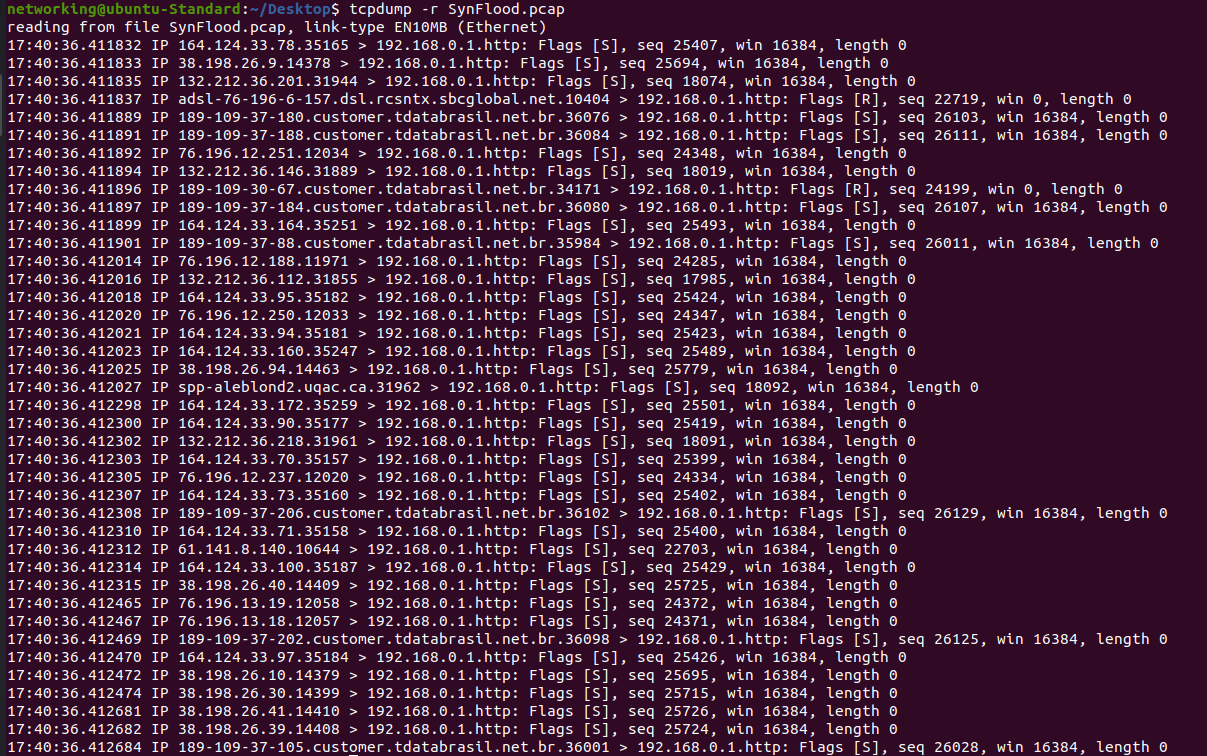 networking@ubuntu-Standard:~/Desktop$ tcpdump -r SynFlood.pcap
reading from file SynFlood.pcap, link-type EN10MB (Ethernet)
17:40:36.411832 IP 164.124.33.78.35165 > 192.168.0.1.http: Flags [S], seq 25407, win 16384, length 0
17:40:36.411833 IP 38.198.26.9.14378 > 192.168.0.1.http: Flags [S], seq 25694, win 16384, length 0
17:40:36.411835 IP 132.212.36.201.31944 > 192.168.0.1.http: Flags [S], seq 18074, win 16384, length 0
17:40:36.411837 IP adsl-76-196-6-157.dsl.rcsntx.sbcglobal.net.10404 > 192.168.0.1.http: Flags [R], seq 22719, win 0, length 0
17:40:36.411889 IP 189-109-37-180.customer.tdatabrasil.net.br.36076 > 192.168.0.1.http: Flags [S], seq 26103, win 16384, length 0
17:40:36.411891 IP 189-109-37-188.customer.tdatabrasil.net.br.36084 > 192.168.0.1.http: Flags [S], seq 26111, win 16384, length 0
17:40:36.411892 IP 76.196.12.251.12034 > 192.168.0.1.http: Flags [S], seq 24348, win 16384, length 0
17:40:36.411894 IP 132.212.36.146.31889 > 192.168.0.1.http: Flags [S], seq 18019, win 16384, length 0
17:40:36.411896 IP 189-109-30-67.customer.tdatabrasil.net.br.34171 > 192.168.0.1.http: Flags [R], seq 24199, win 0, length 0
17:40:36.411897 IP 189-109-37-184.customer.tdatabrasil.net.br.36080 > 192.168.0.1.http: Flags [S], seq 26107, win 16384, length 0
17:40:36.411899 IP 164.124.33.164.35251 > 192.168.0.1.http: Flags [S], seq 25493, win 16384, length 0
17:40:36.411901 IP 189-109-37-88.customer.tdatabrasil.net.br.35984 > 192.168.0.1.http: Flags [S], seq 26011, win 16384, length 0
17:40:36.412014 IP 76.196.12.188.11971 > 192.168.0.1.http: Flags [S], seq 24285, win 16384, length 0
17:40:36.412016 IP 132.212.36.112.31855 > 192.168.0.1.http: Flags [S], seq 17985, win 16384, length 0
17:40:36.412018 IP 164.124.33.95.35182 > 192.168.0.1.http: Flags [S], seq 25424, win 16384, length 0
17:40:36.412020 IP 76.196.12.250.12033 > 192.168.0.1.http: Flags [S], seq 24347, win 16384, length 0
17:40:36.412021 IP 164.124.33.94.35181 > 192.168.0.1.http: Flags [S], seq 25423, win 16384, length 0
17:40:36.412023 IP 164.124.33.160.35247 > 192.168.0.1.http: Flags [S], seq 25489, win 16384, length 0
17:40:36.412025 IP 38.198.26.94.14463 > 192.168.0.1.http: Flags [S], seq 25779, win 16384, length 0
17:40:36.412027 IP spp-aleblond2.uqac.ca.31962 > 192.168.0.1.http: Flags [S], seq 18092, win 16384, length 0
17:40:36.412298 IP 164.124.33.172.35259 > 192.168.0.1.http: Flags [S], seq 25501, win 16384, length 0
17:40:36.412300 IP 164.124.33.90.35177 > 192.168.0.1.http: Flags [S], seq 25419, win 16384, length 0
17:40:36.412302 IP 132.212.36.218.31961 > 192.168.0.1.http: Flags [S], seq 18091, win 16384, length 0
17:40:36.412303 IP 164.124.33.70.35157 > 192.168.0.1.http: Flags [S], seq 25399, win 16384, length 0
17:40:36.412305 IP 76.196.12.237.12020 > 192.168.0.1.http: Flags [S], seq 24334, win 16384, length 0
17:40:36.412307 IP 164.124.33.73.35160 > 192.168.0.1.http: Flags [S], seq 25402, win 16384, length 0
17:40:36.412308 IP 189-109-37-206.customer.tdatabrasil.net.br.36102 > 192.168.0.1.http: Flags [S], seq 26129, win 16384, length 0
17:40:36.412310 IP 164.124.33.71.35158 > 192.168.0.1.http: Flags [S], seq 25400, win 16384, length 0
17:40:36.412312 IP 61.141.8.140.10644 > 192.168.0.1.http: Flags [S], seq 22703, win 16384, length 0
17:40:36.412314 IP 164.124.33.100.35187 > 192.168.0.1.http: Flags [S], seq 25429, win 16384, length 0
17:40:36.412315 IP 38.198.26.40.14409 > 192.168.0.1.http: Flags [S], seq 25725, win 16384, length 0
17:40:36.412465 IP 76.196.13.19.12058 > 192.168.0.1.http: Flags [S], seq 24372, win 16384, length 0
17:40:36.412467 IP 76.196.13.18.12057 > 192.168.0.1.http: Flags [S], seq 24371, win 16384, length 0
17:40:36.412469 IP 189-109-37-202.customer.tdatabrasil.net.br.36098 > 192.168.0.1.http: Flags [S], seq 26125, win 16384, length 0
17:40:36.412470 IP 164.124.33.97.35184 > 192.168.0.1.http: Flags [S], seq 25426, win 16384, length 0
17:40:36.412472 IP 38.198.26.10.14379 > 192.168.0.1.http: Flags [S], seq 25695, win 16384, length 0
17:40:36.412474 IP 38.198.26.30.14399 > 192.168.0.1.http: Flags [S], seq 25715, win 16384, length 0
17:40:36.412681 IP 38.198.26.41.14410 > 192.168.0.1.http: Flags [S], seq 25726, win 16384, length 0
17:40:36.412682 IP 38.198.26.39.14408 > 192.168.0.1.http: Flags [S], seq 25724, win 16384, length 0
17:40:36.412684 IP 189-109-37-105.customer.tdatabrasil.net.br.36001 > 192.168.0.1.http: Flags [S], seq 26028, win 16384, length 0